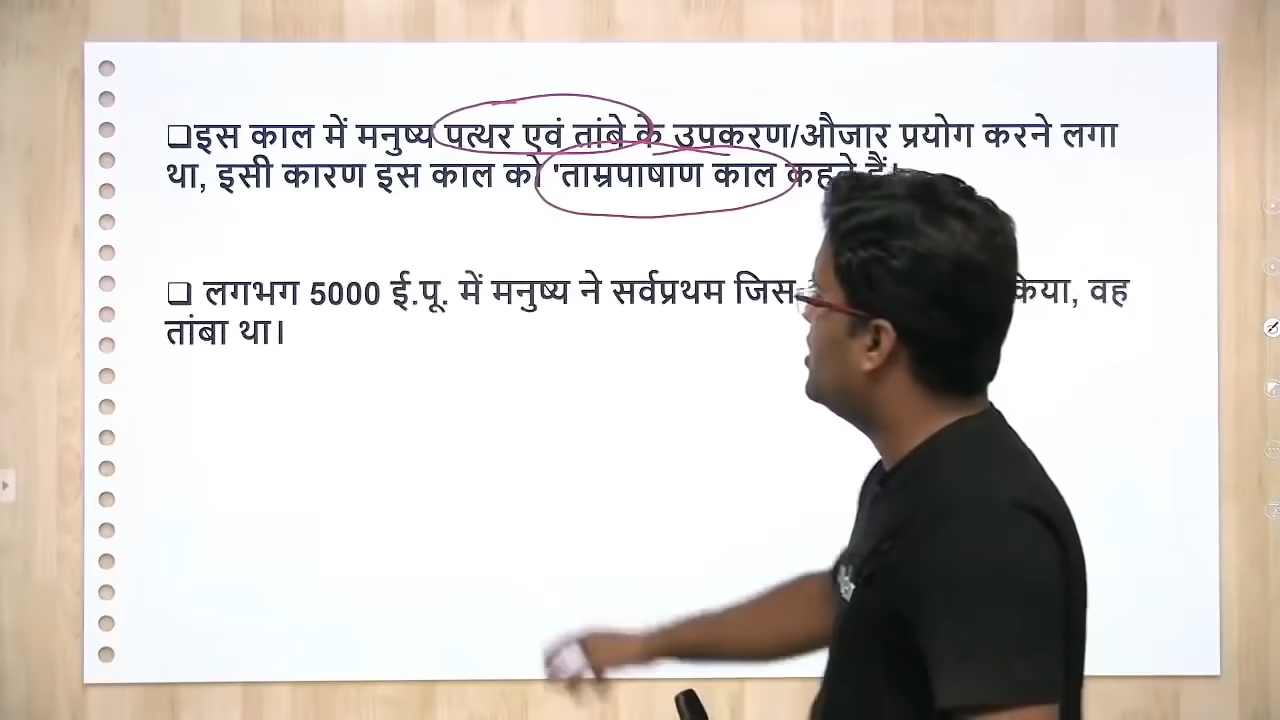 ❑इस काल में मनुष्य पत्थर एवं तांबे के उपकरण/औजार प्रयोग करने लगा
था, इसी कारण इस काल को 'ताम्रपाषाण काल कहते हैं।
❑ लगभग 5000 ई.पू. में मनुष्य ने सर्वप्रथम जिस किया, वह
तांबा था।